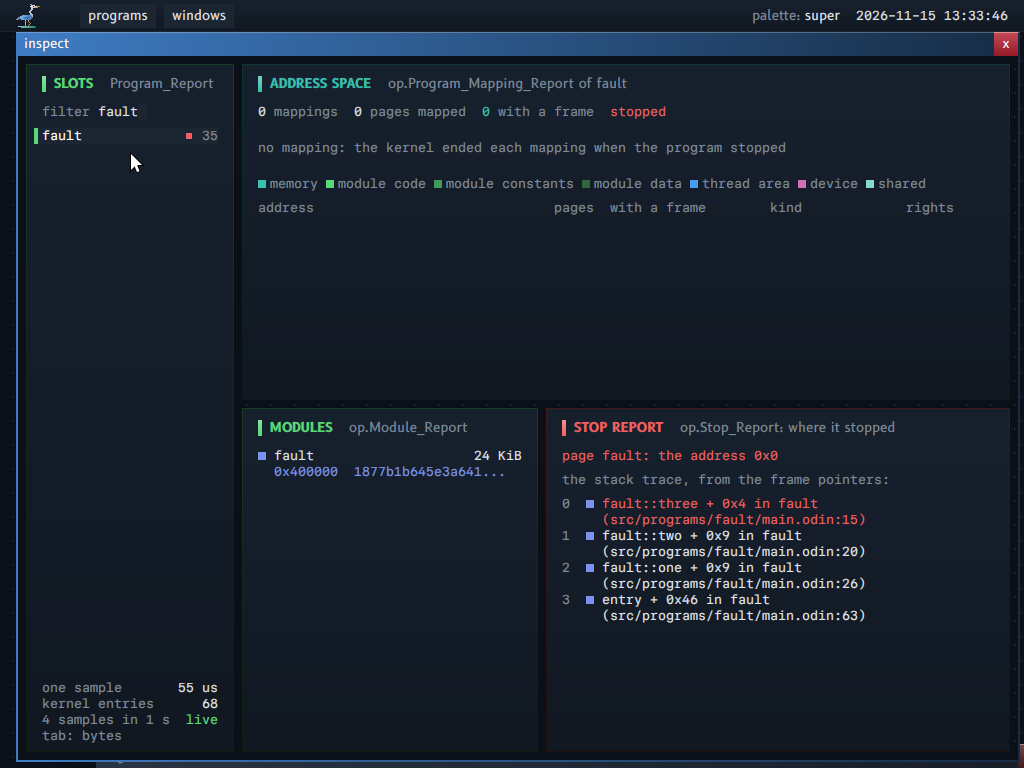 programs windows palette: super 2026-11-15 13:33:46
inspect x
SLOTS Program_Report
filter fault
fault 35
one sample 55 us
kernel entries 68
4 samples in 1 s live
tab: bytes
ADDRESS SPACE op.Program_Mapping_Report of fault
0 mappings 0 pages mapped 0 with a frame stopped
no mapping: the kernel ended each mapping when the program stopped
memory module code module constants module data thread area device shared
address pages with a frame kind rights
MODULES op.Module_Report
fault 24 KiB
0x400000 1877b1b645e3a641...
STOP REPORT op.Stop_Report: where it stopped
page fault: the address 0x0
the stack trace, from the frame pointers:
0 fault::three + 0x4 in fault
(src/programs/fault/main.odin:15)
1 fault::two + 0x9 in fault
(src/programs/fault/main.odin:20)
2 fault::one + 0x9 in fault
(src/programs/fault/main.odin:26)
3 entry + 0x46 in fault
(src/programs/fault/main.odin:63)